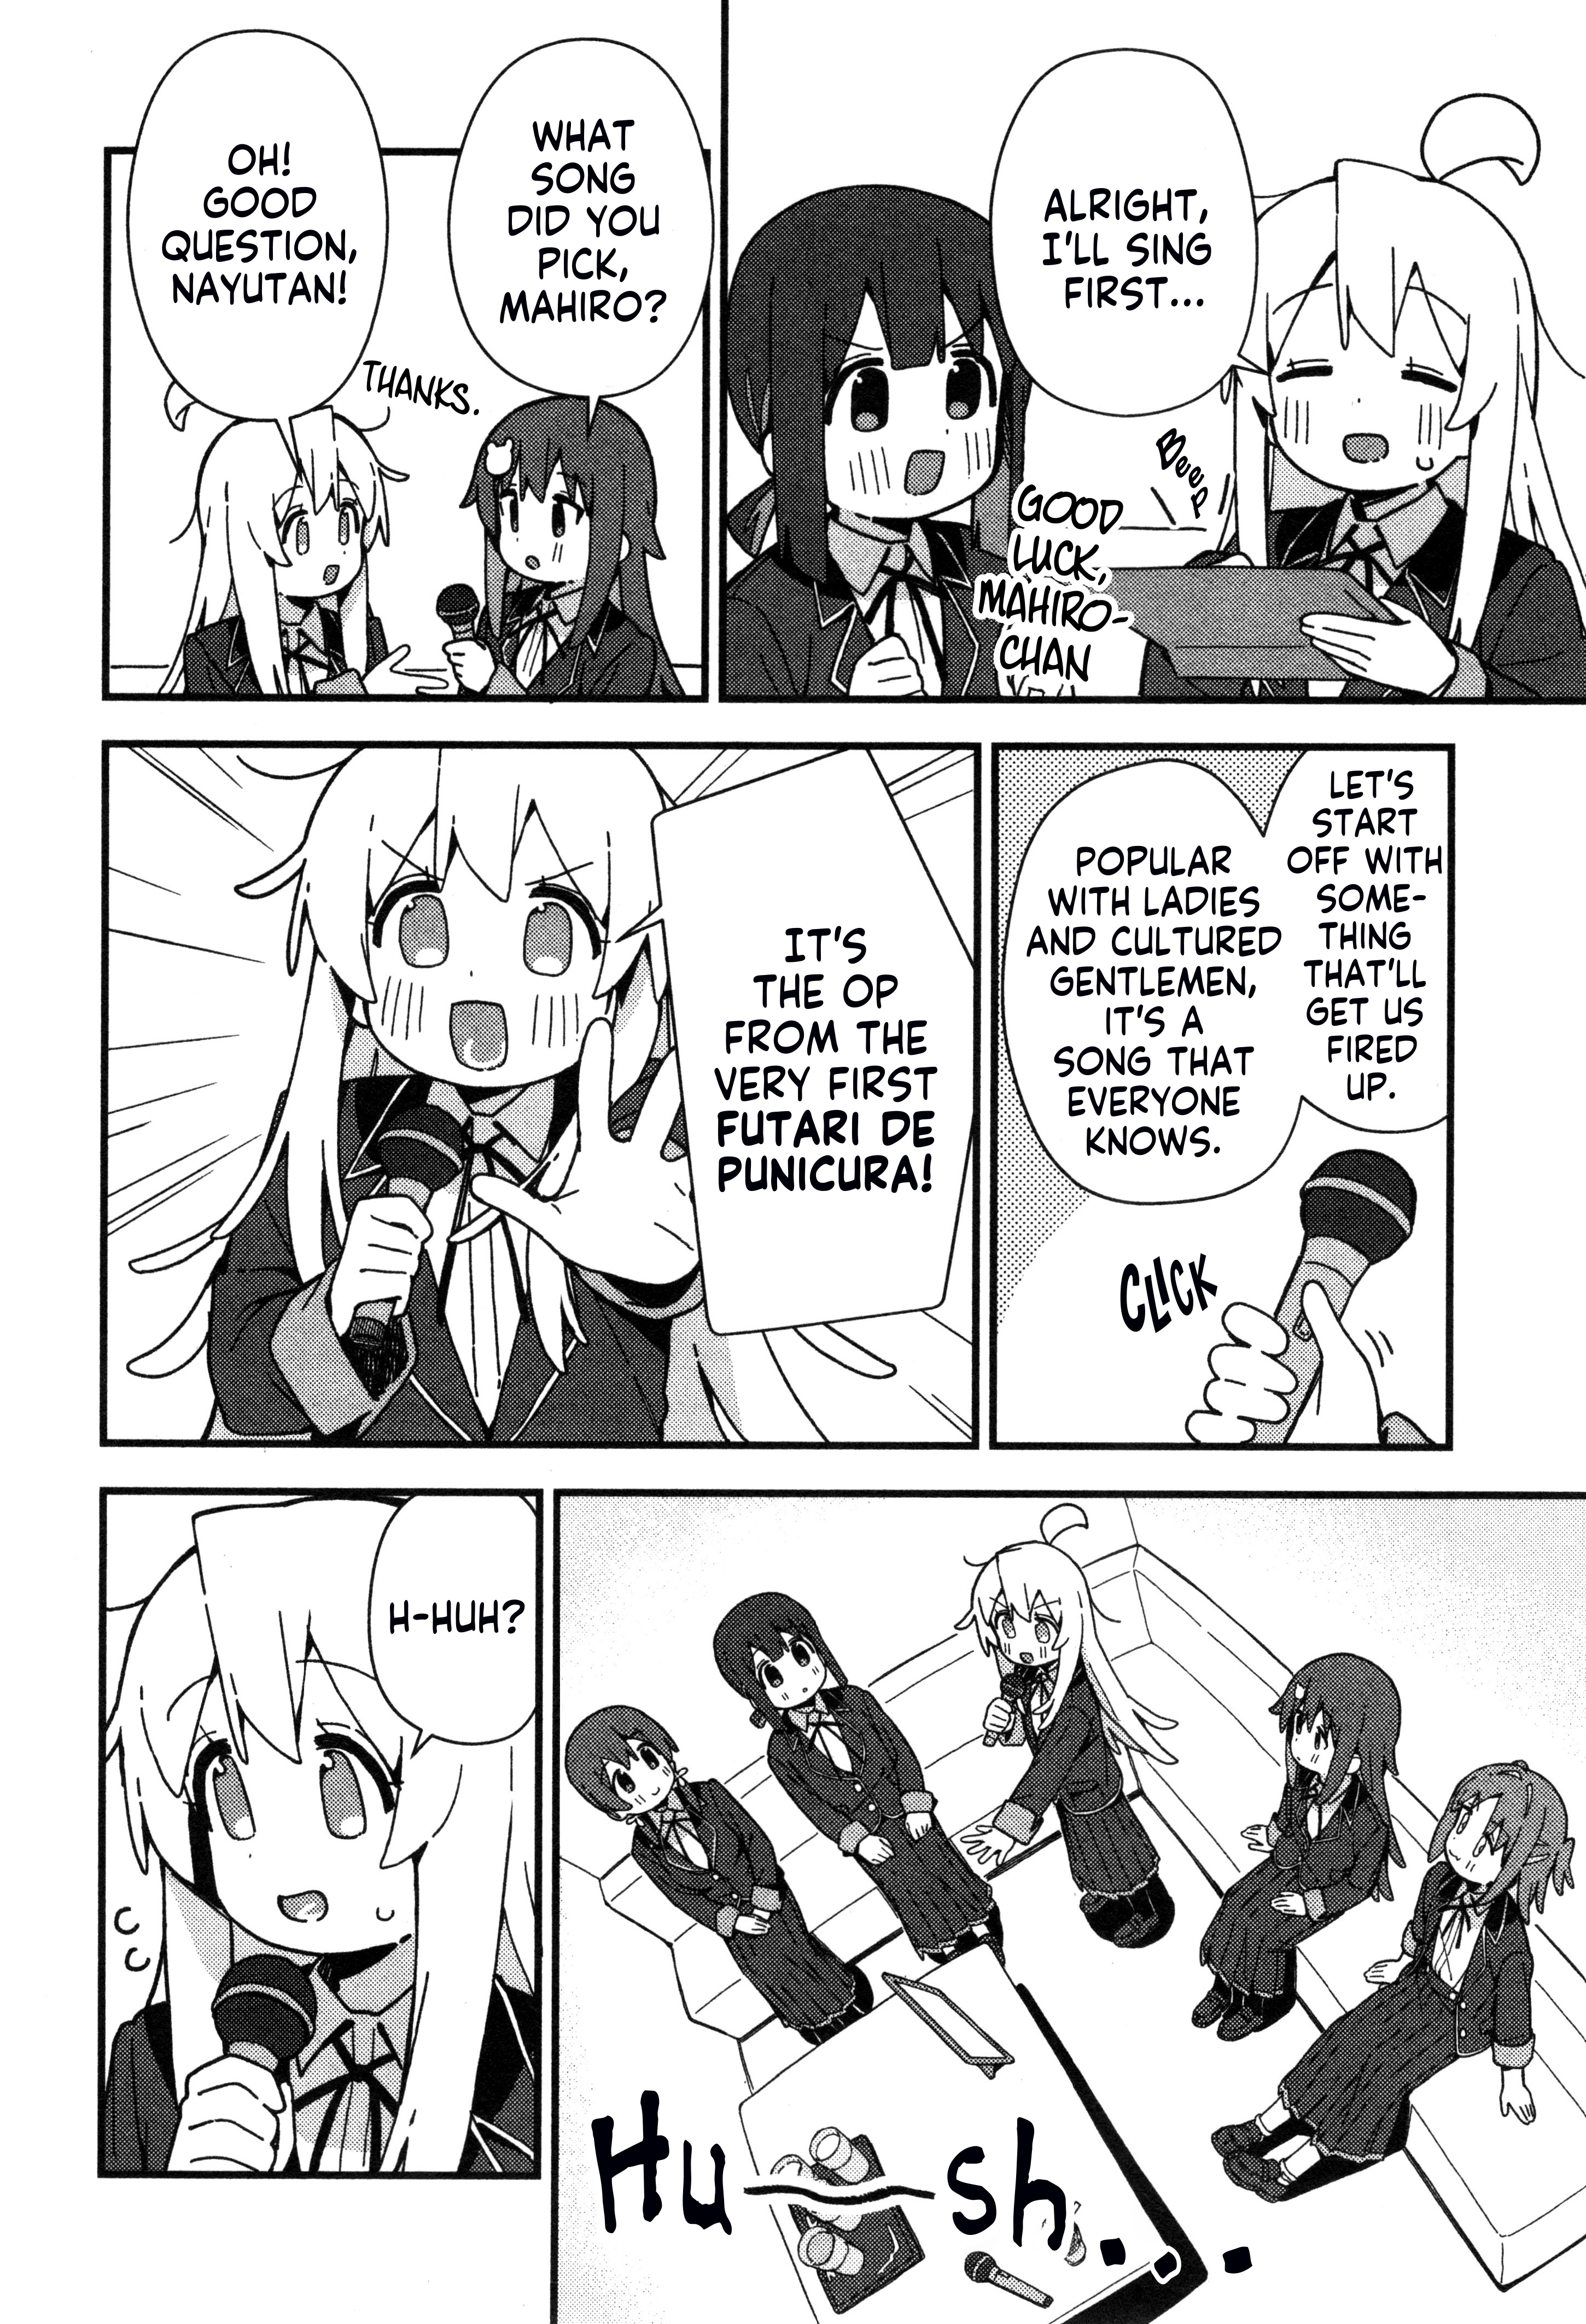 ALRIGHT,
I'LL SING
FIRST...
Beeep
GOOD
LUCK,
MAHIRO-
CHAN
WHAT
SONG
DID YOU
PICK,
MAHIRO?
THANKS.
OH!
GOOD
QUESTION,
NAYUTAN!
LET'S
START
OFF WITH
SOME-
THING
THAT'LL
GET US
FIRED
UP.
POPULAR
WITH LADIES
AND CULTURED
GENTLEMEN,
IT'S A
SONG THAT
EVERYONE
KNOWS.
CLICK
IT'S
THE OP
FROM THE
VERY FIRST
FUTARI DE
PUNICURA!
Hu~sh...
H-HUH?